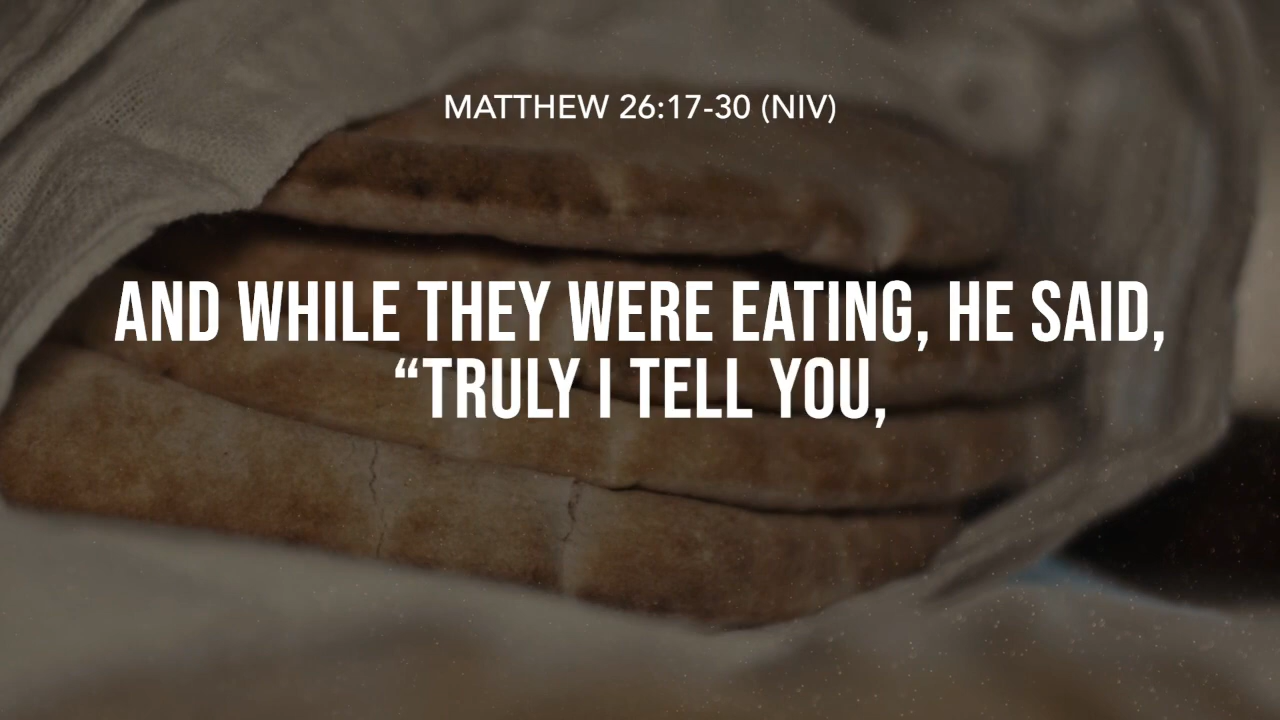 MATTHEW 26:17-30 (NIV)
AND WHILE THEY WERE EATING, HE SAID,
“TRULY I TELL YOU,